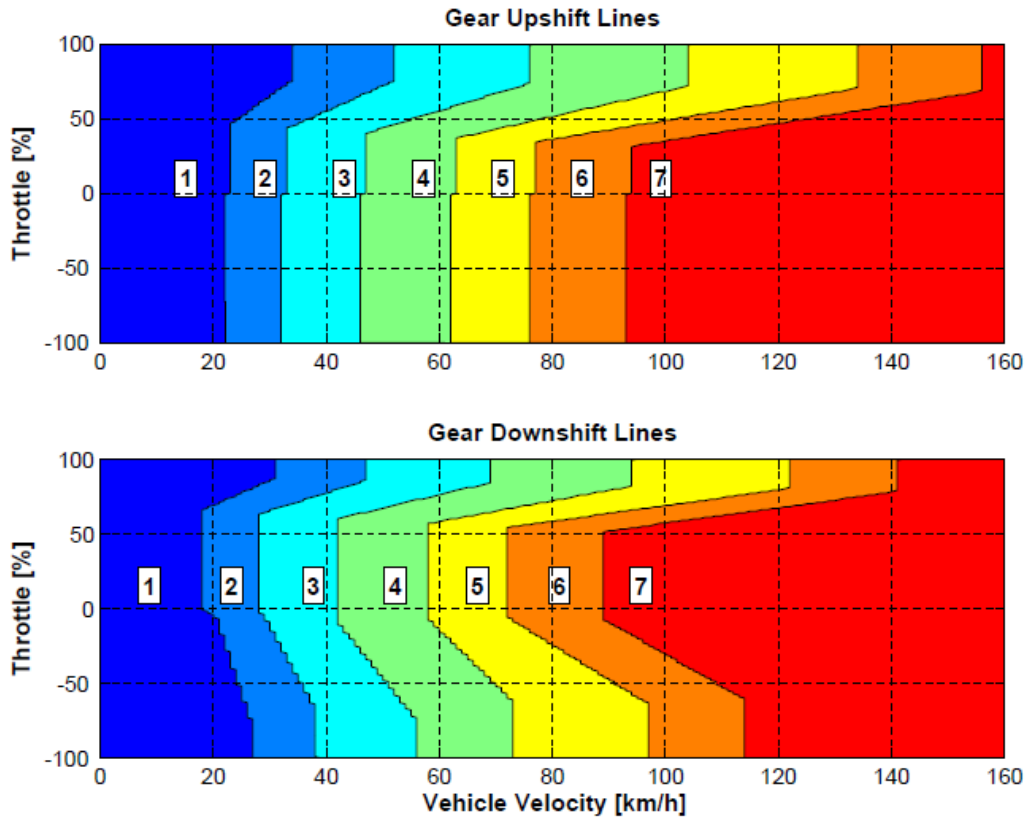 Gear Upshift Lines
Throttle [%]
100
50
0
-50
-100
1 2 3 4 5 6 7
0 20 40 60 80 100 120 140 160
Gear Downshift Lines
Throttle [%]
100
50
0
-50
-100
1 2 3 4 5 6 7
0 20 40 60 80 100 120 140 160
Vehicle Velocity [km/h]